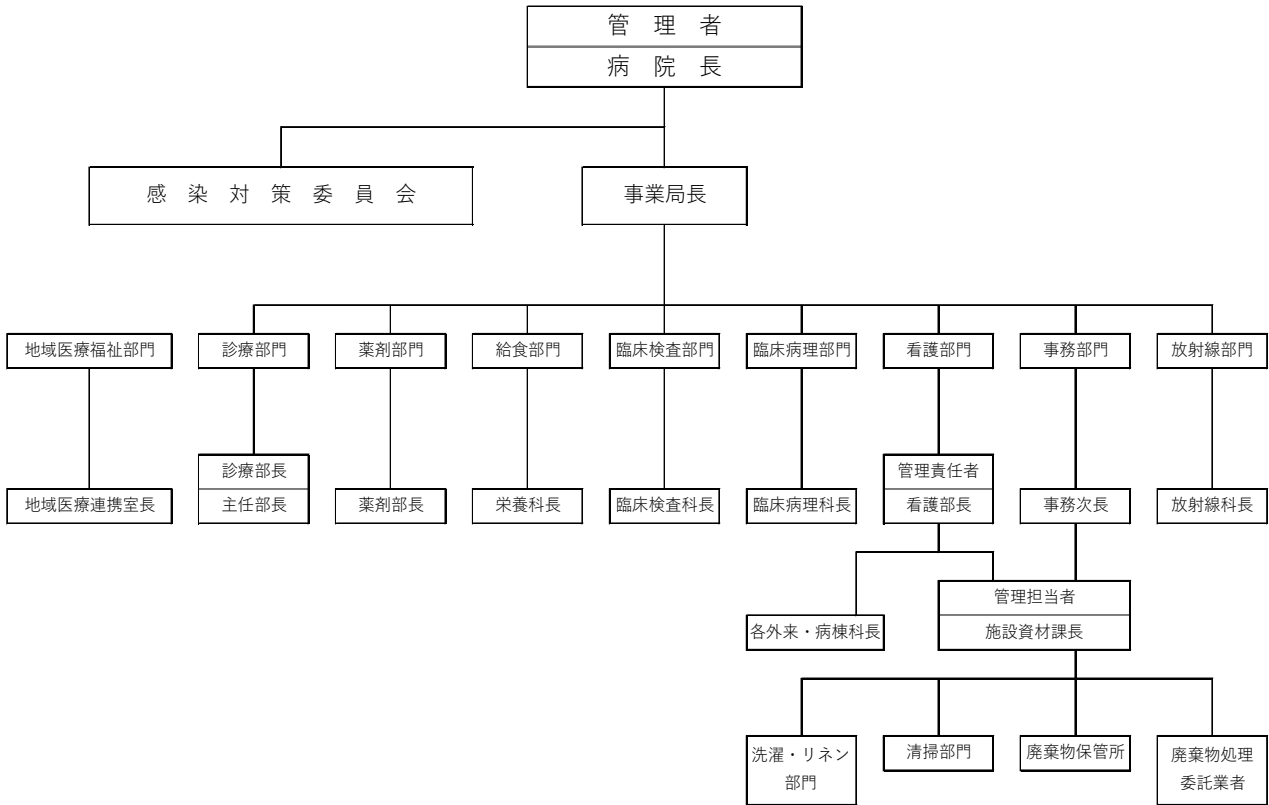 管　理　者
病　院　長
感　染　対　策　委　員　会
事業局長
地域医療福祉部門
診療部門
薬剤部門
給食部門
臨床検査部門
臨床病理部門
看護部門
事務部門
放射線部門
診療部長
管理責任者
地域医療連携室長
主任部長
薬剤部長
栄養科長
臨床検査科長
臨床病理科長
看護部長
事務次長
放射線科長
管理担当者
各外来・病棟科長
施設資材課長
洗濯・リネン
部門
清掃部門
廃棄物保管所
廃棄物処理
委託業者